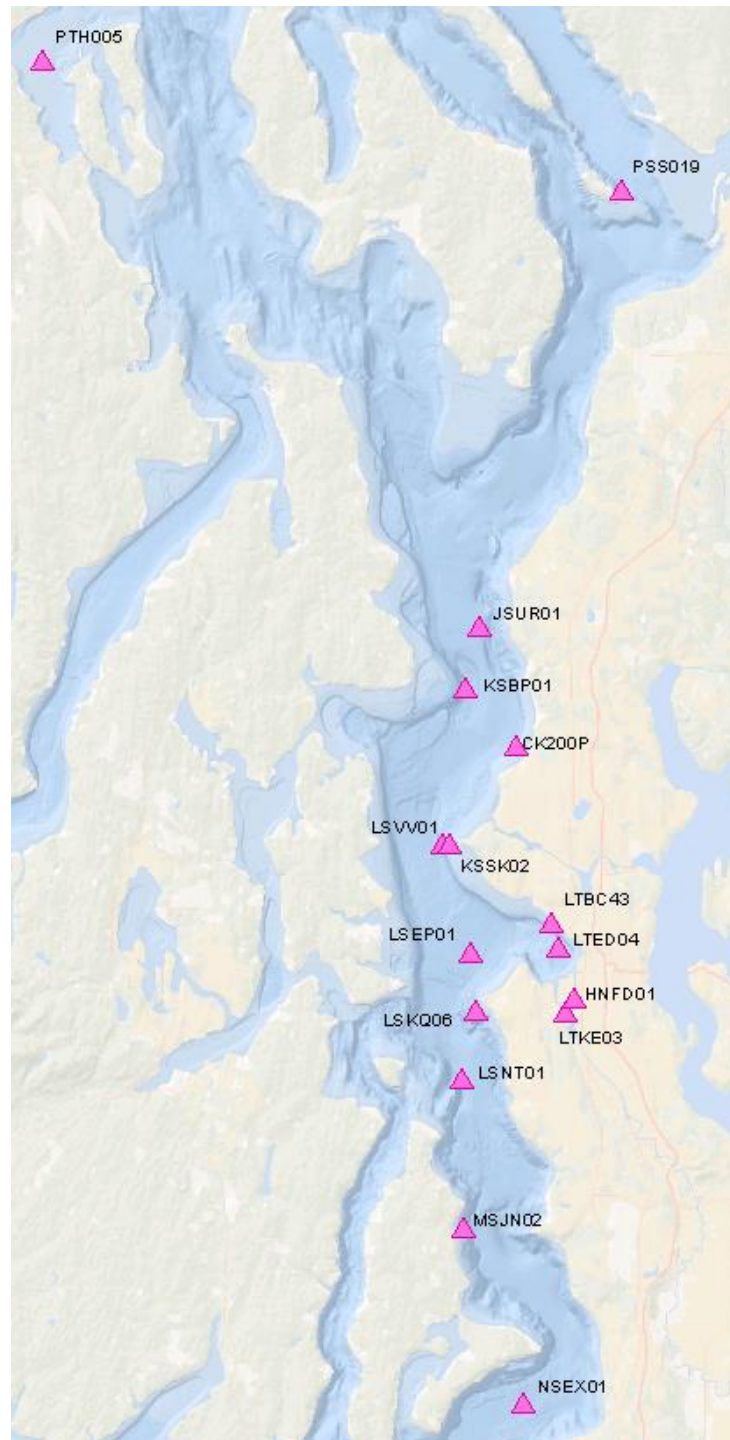 PTH005
PSS019
JSUR01
KSBP01
CK200P
LSVV01
KSSK02
LTBC43
LSEP01
LTED04
HNFD01
LSKQ06
LTKE03
LSNT01
MSJN02
NSEX01